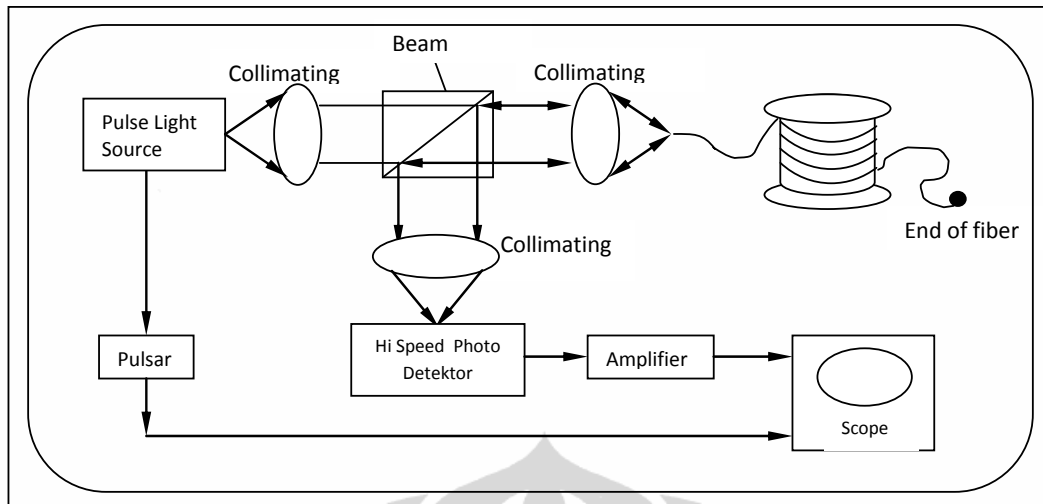 Beam
Collimating
Collimating
Pulse Light
Source
End of fiber
Collimating
Pulsar
Hi Speed Photo
Detektor
Amplifier
Scope